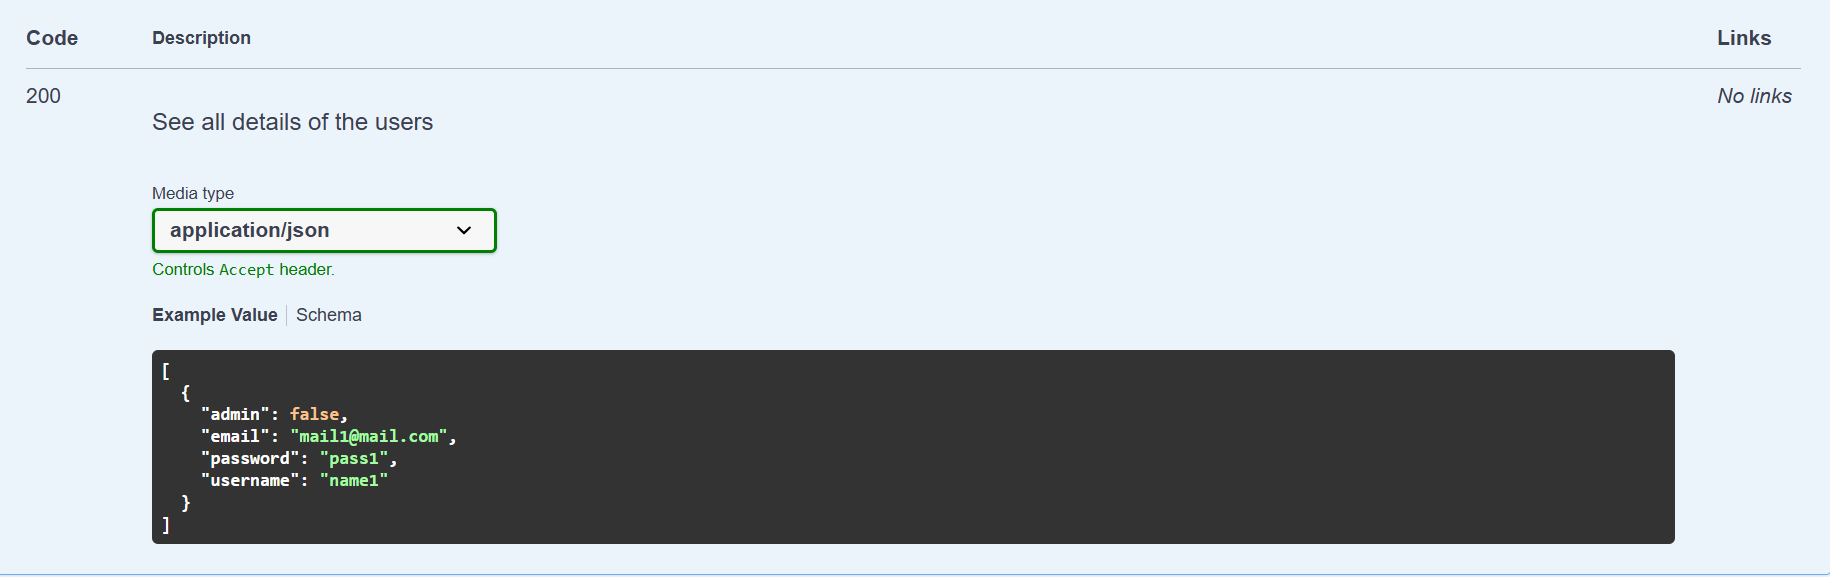 Code Description Links
200 No links
See all details of the users
Media type
application/json
Controls Accept header.
Example Value Schema
[
  {
    "admin": false,
    "email": "mail1@mail.com",
    "password": "pass1",
    "username": "name1"
  }
]